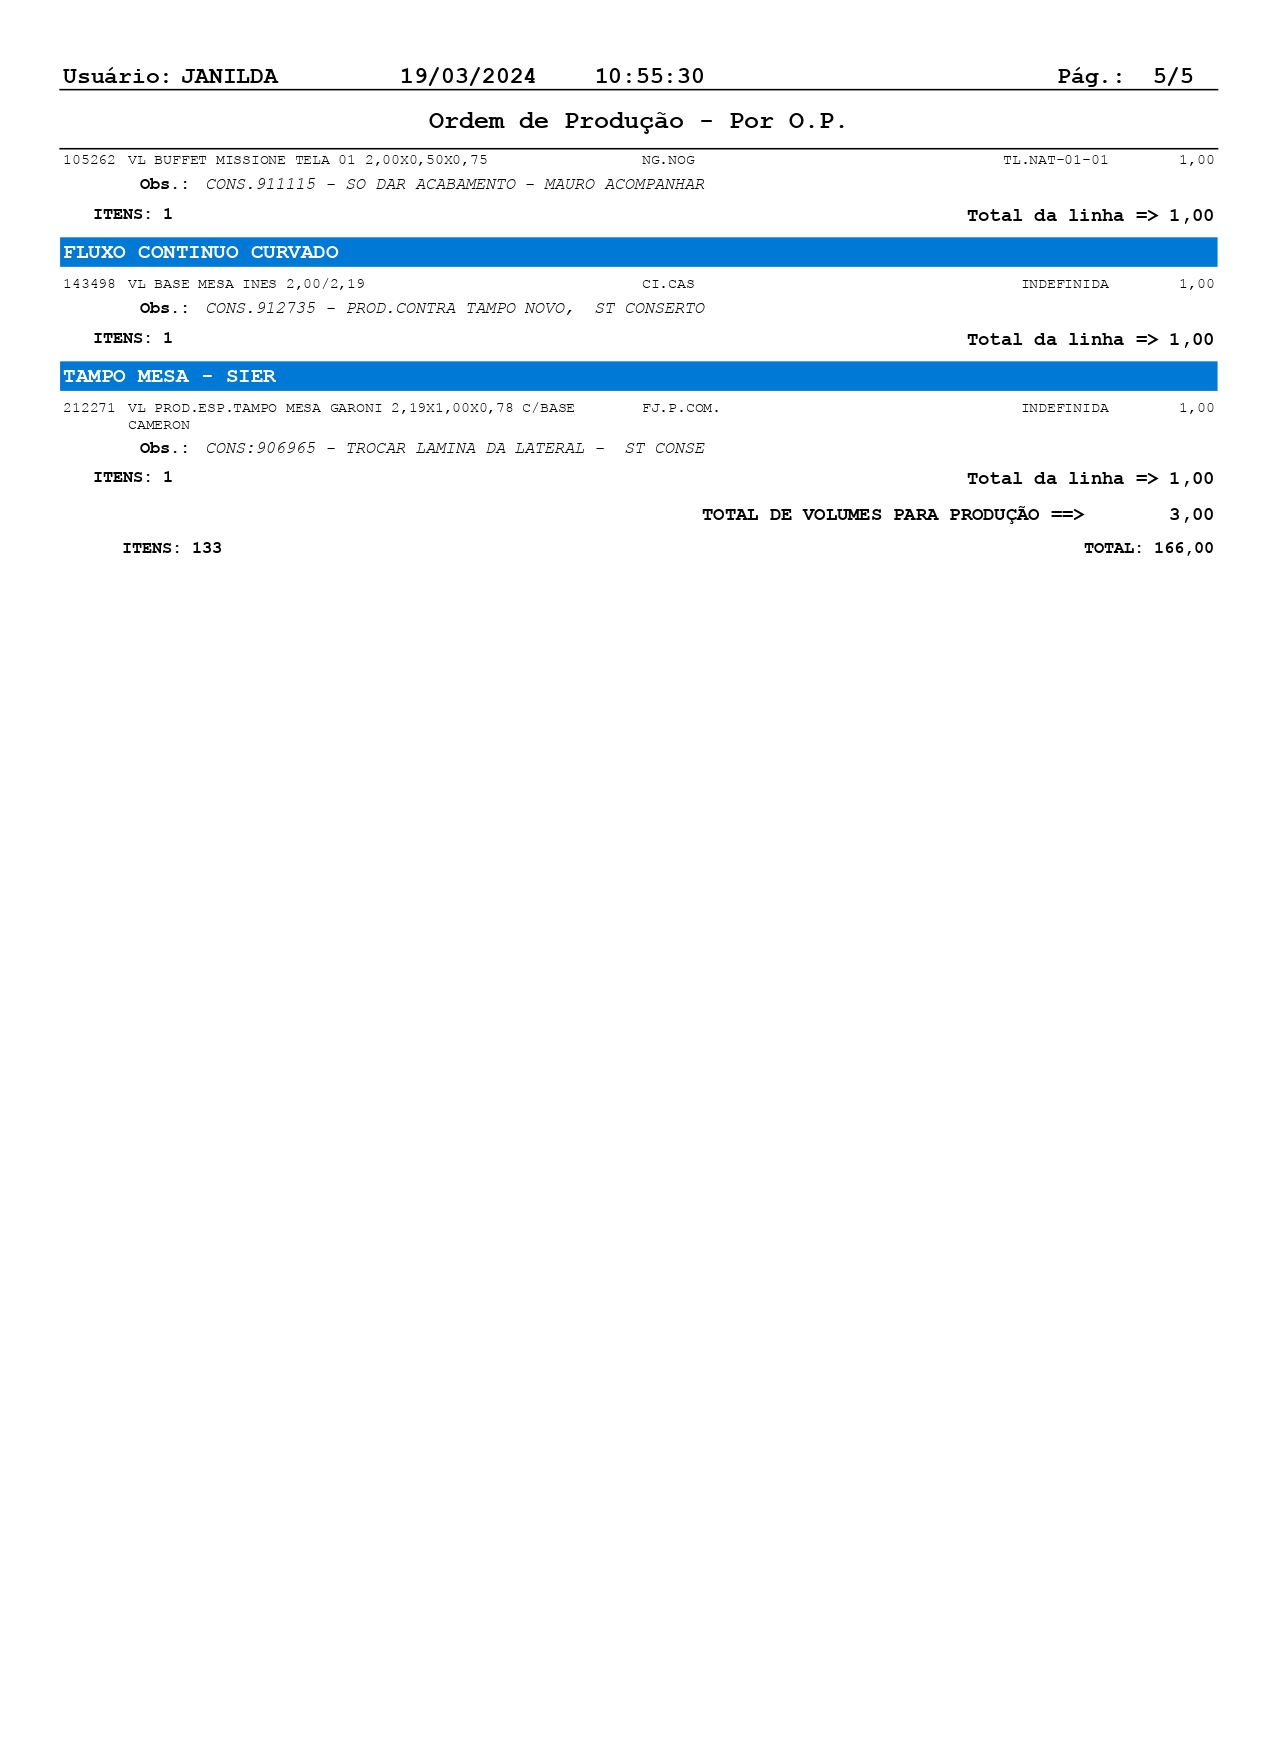 Usuário: JANILDA 19/03/2024 10:55:30 Pág.: 5/5
Ordem de Produção - Por O.P.
105262 VL BUFFET MISSIONE TELA 01 2,00X0,50X0,75 NG.NOG TL.NAT-01-01 1,00
Obs.: CONS.911115 - SO DAR ACABAMENTO - MAURO ACOMPANHAR
ITENS: 1 Total da linha => 1,00
FLUXO CONTINUO CURVADO
143498 VL BASE MESA INES 2,00/2,19 CI.CAS INDEFINIDA 1,00
Obs.: CONS.912735 - PROD.CONTRA TAMPO NOVO,  ST CONSERTO
ITENS: 1 Total da linha => 1,00
TAMPO MESA - SIER
212271 VL PROD.ESP.TAMPO MESA GARONI 2,19X1,00X0,78 C/BASE FJ.P.COM. INDEFINIDA 1,00
CAMERON
Obs.: CONS:906965 - TROCAR LAMINA DA LATERAL -  ST CONSE
ITENS: 1 Total da linha => 1,00
TOTAL DE VOLUMES PARA PRODUÇÃO ==> 3,00
ITENS: 133 TOTAL: 166,00